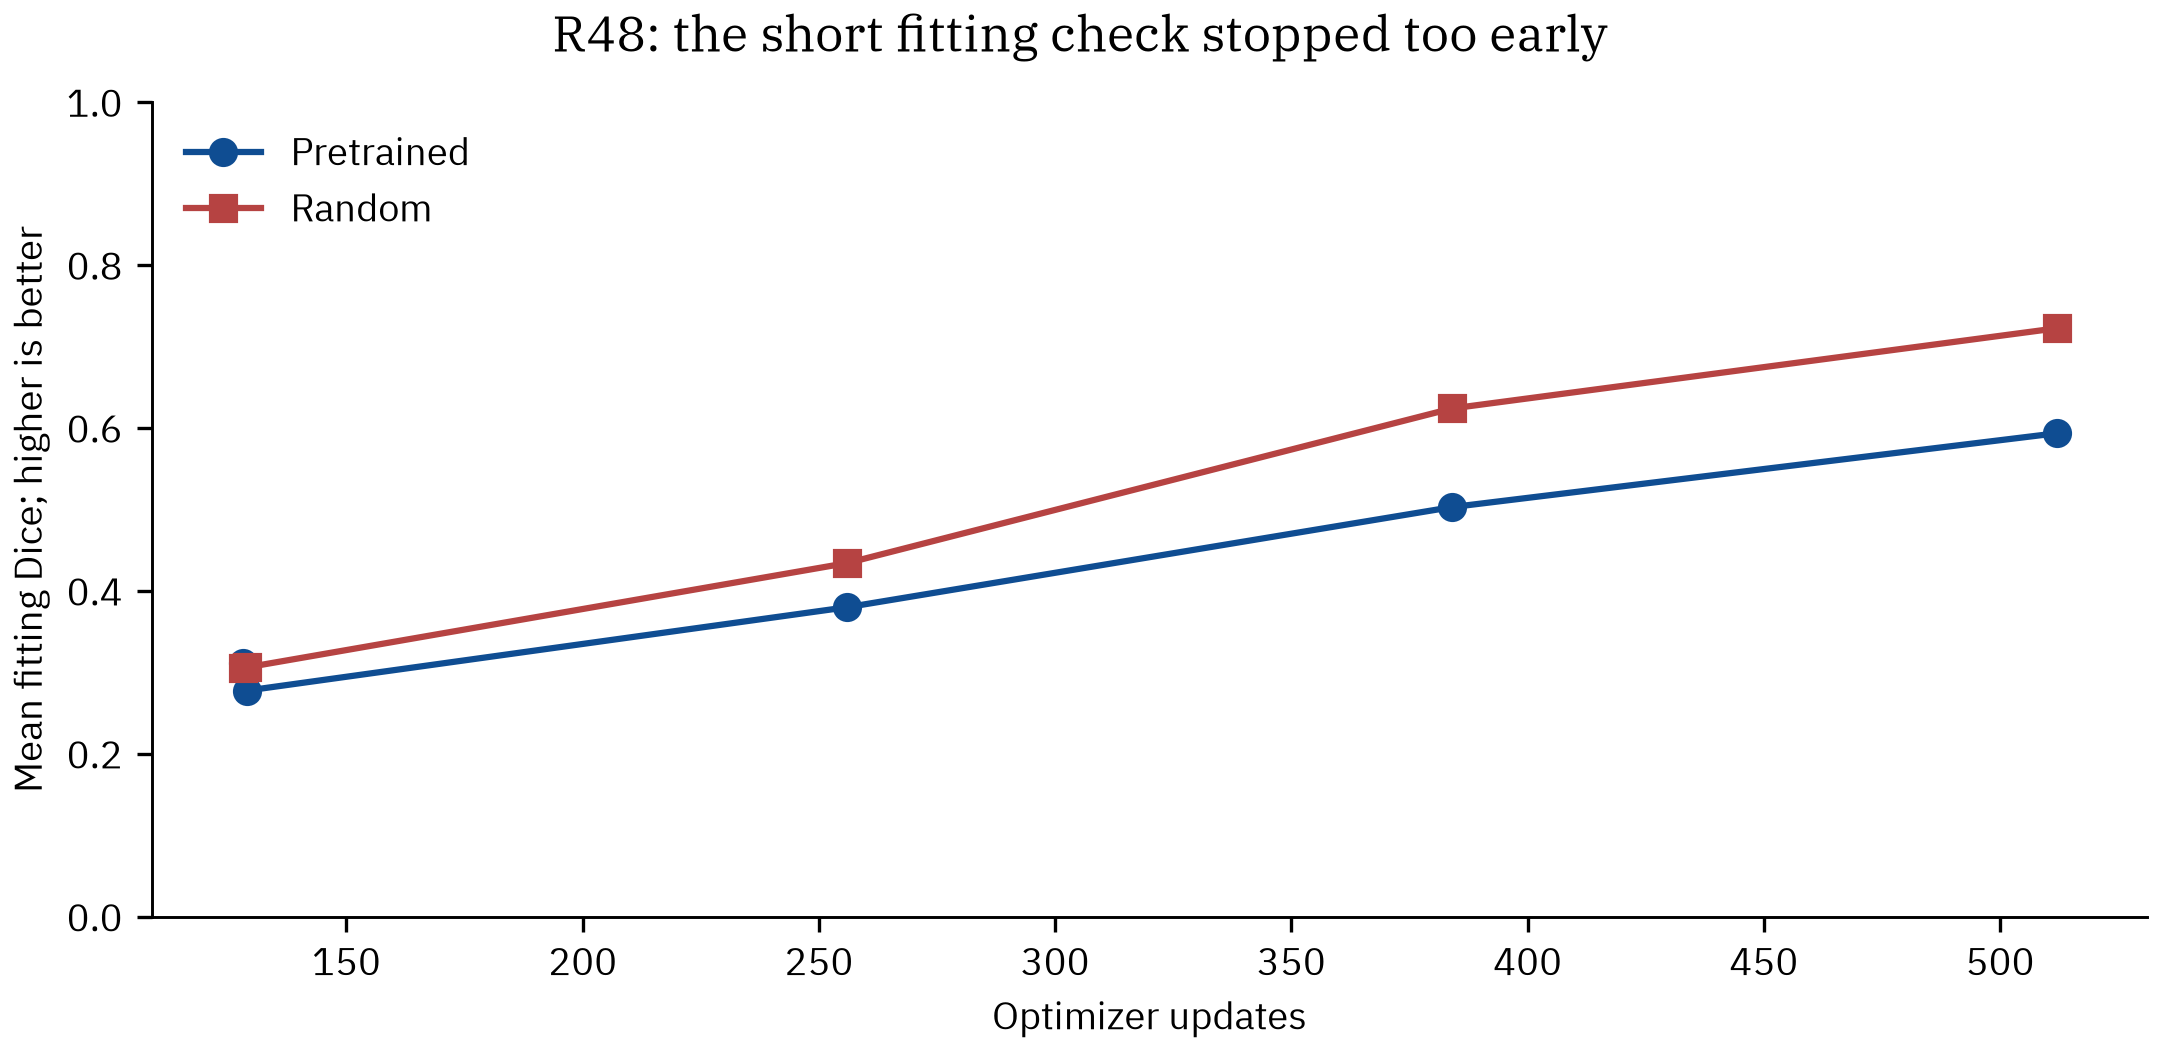 R48: the short fitting check stopped too early
Pretrained
Random
Mean fitting Dice; higher is better
1.0
0.8
0.6
0.4
0.2
0.0
150 200 250 300 350 400 450 500
Optimizer updates